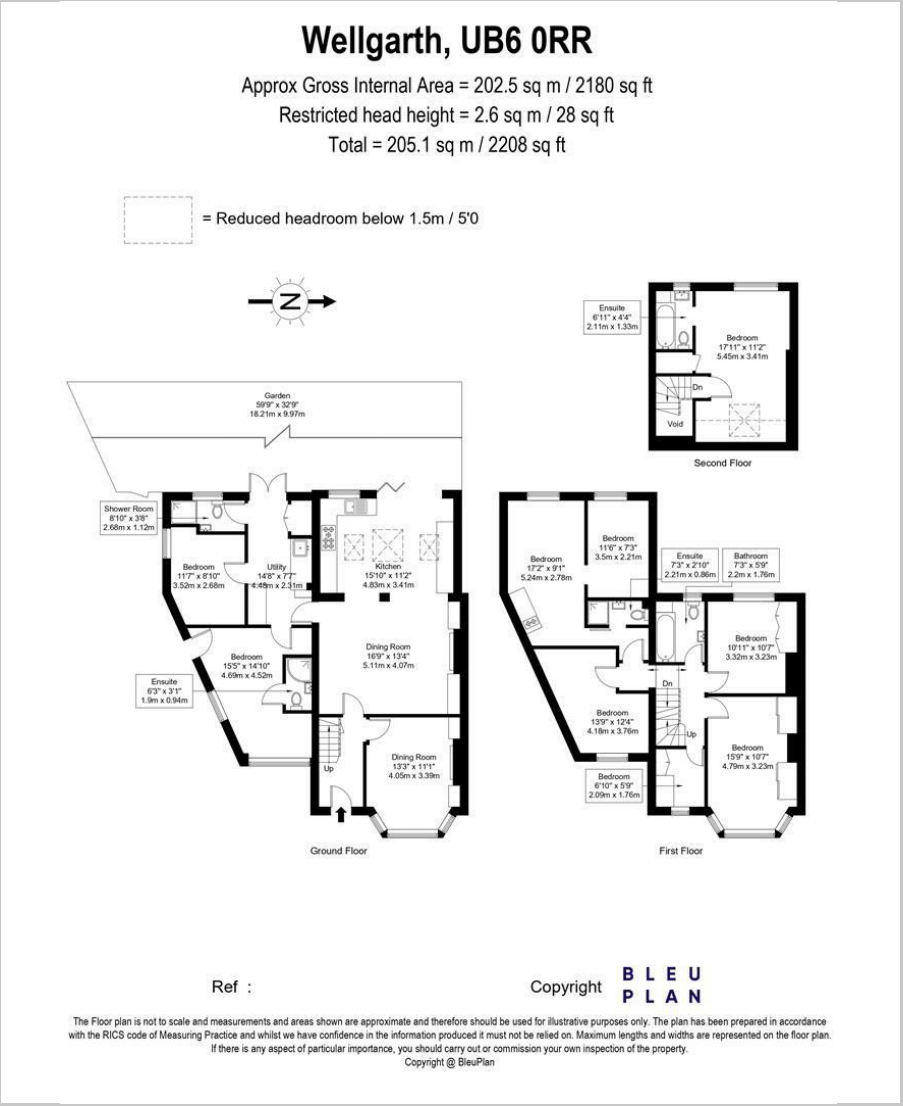 Wellgarth, UB6 0RR
Approx Gross Internal Area = 202.5 sq m / 2180 sq ft
Restricted head height = 2.6 sq m / 28 sq ft
Total = 205.1 sq m / 2208 sq ft
= Reduced headroom below 1.5m / 5'0
N
Ensuite
6'11" x 4'4"
2.11m x 1.33m
Bedroom
17'11" x 11'2"
5.45m x 3.41m
Dn
Void
Second Floor
Garden
59'9" x 32'9"
18.21m x 9.97m
Shower Room
8'10" x 3'8"
2.68m x 1.12m
Bedroom
11'7" x 8'10"
3.52m x 2.68m
Utility
14'8" x 7'7"
4.48m x 2.31m
Kitchen
15'10" x 11'2"
4.83m x 3.41m
Dining Room
16'9" x 13'4"
5.11m x 4.07m
Bedroom
15'5" x 14'10"
4.69m x 4.52m
Ensuite
6'3" x 3'1"
1.9m x 0.94m
Up
Dining Room
13'3" x 11'1"
4.05m x 3.39m
Ground Floor
Bedroom
17'2" x 9'1"
5.24m x 2.78m
Bedroom
11'6" x 7'3"
3.5m x 2.21m
Ensuite
7'3" x 2'10"
2.21m x 0.86m
Bathroom
7'3" x 5'9"
2.2m x 1.76m
Bedroom
10'11" x 10'7"
3.32m x 3.23m
Dn
Bedroom
13'9" x 12'4"
4.18m x 3.76m
Up
Bedroom
15'9" x 10'7"
4.79m x 3.23m
Bedroom
6'10" x 5'9"
2.09m x 1.76m
First Floor
Ref :
Copyright
BLEU
PLAN
The Floor plan is not to scale and measurements and areas shown are approximate and therefore should be used for illustrative purposes only. The plan has been prepared in accordance
with the RICS code of Measuring Practice and whilst we have confidence in the information produced it must not be relied on. Maximum lengths and widths are represented on the floor plan.
If there is any aspect of particular importance, you should carry out or commission your own inspection of the property.
Copyright @ BleuPlan